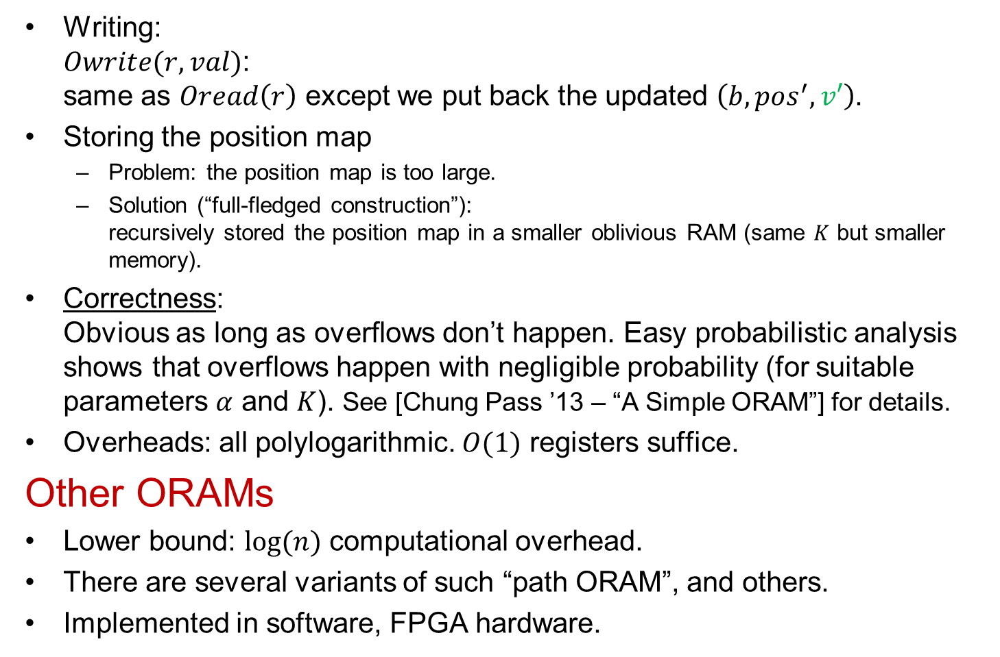 • Writing:
Owrite(r, val):
same as Oread(r) except we put back the updated (b, pos′, v′).
• Storing the position map
– Problem: the position map is too large.
– Solution (“full-fledged construction”):
recursively stored the position map in a smaller oblivious RAM (same K but smaller
memory).
• Correctness:
Obvious as long as overflows don’t happen. Easy probabilistic analysis
shows that overflows happen with negligible probability (for suitable
parameters α and K). See [Chung Pass ’13 – “A Simple ORAM”] for details.
• Overheads: all polylogarithmic. O(1) registers suffice.
Other ORAMs
• Lower bound: log(n) computational overhead.
• There are several variants of such “path ORAM”, and others.
• Implemented in software, FPGA hardware.